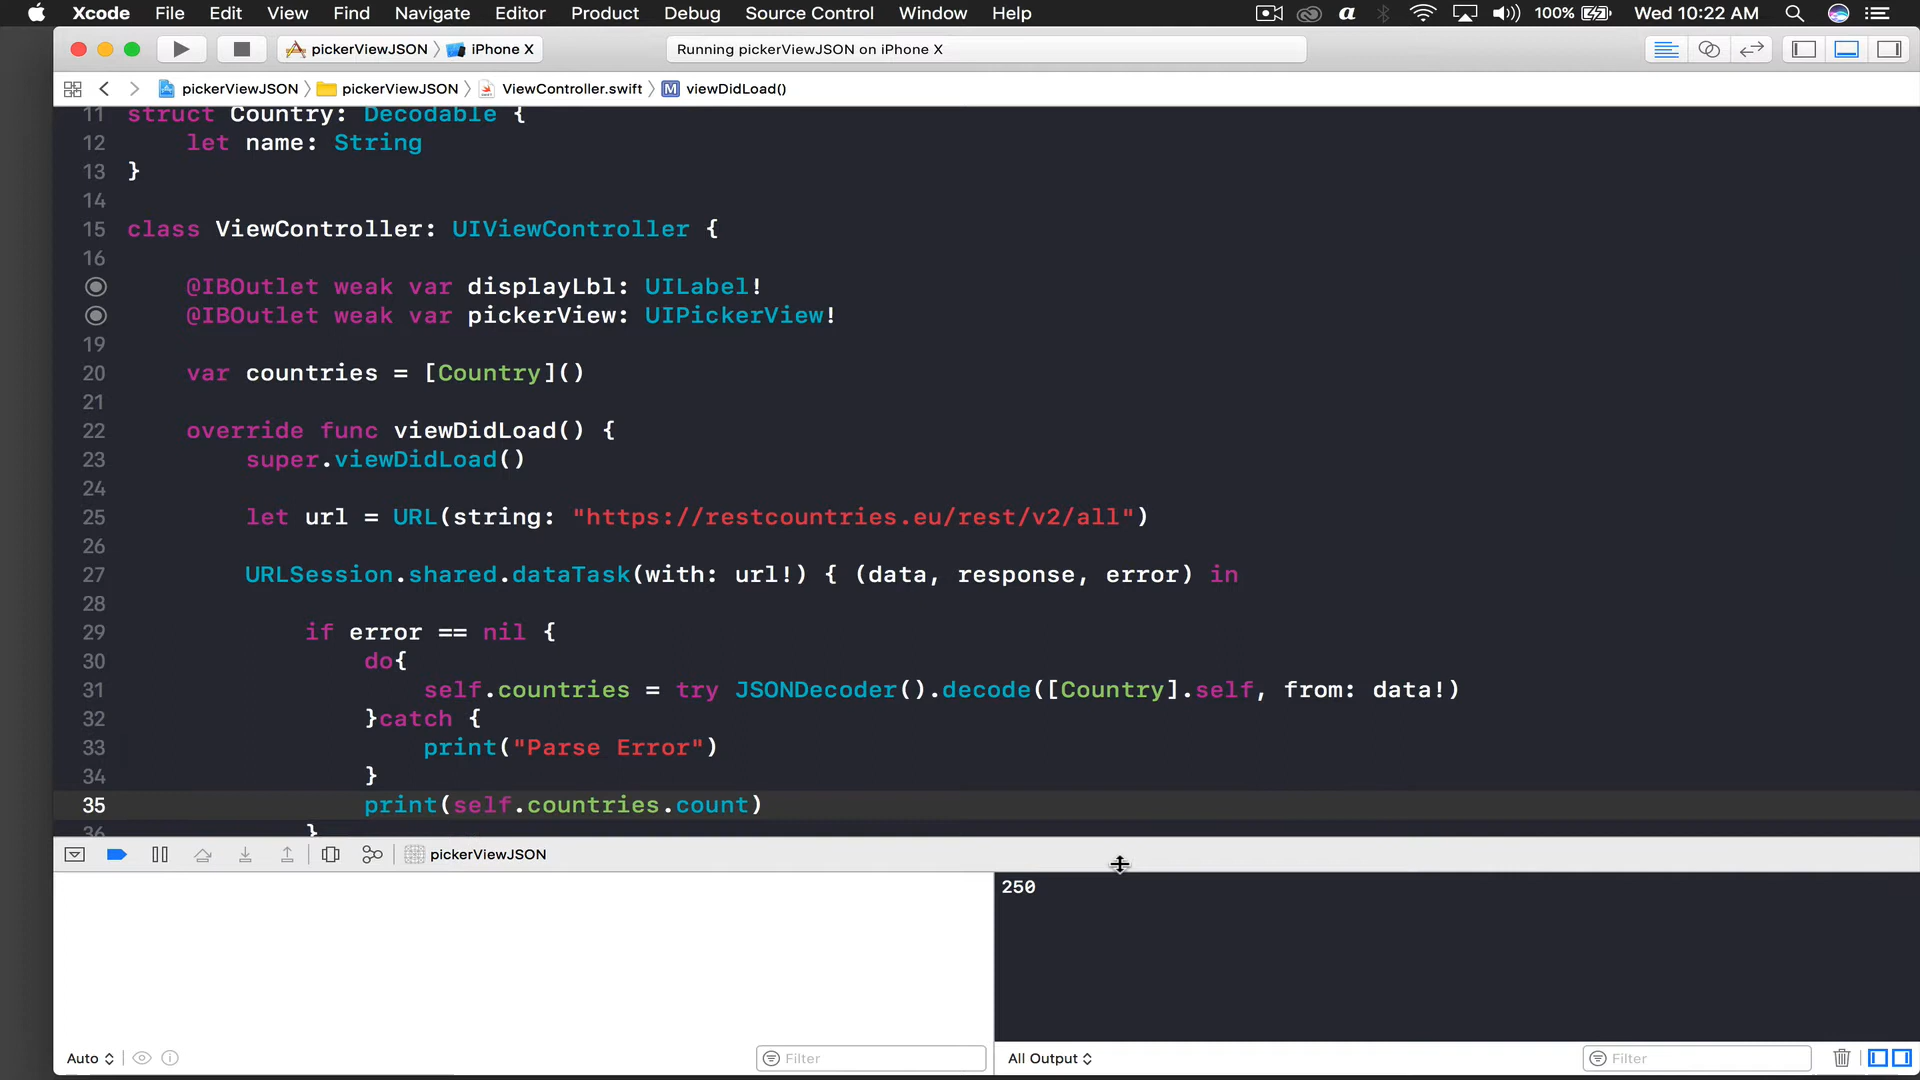 Xcode File Edit View Find Navigate Editor Product Debug Source Control Window Help 100% Wed 10:22 AM
pickerViewJSON iPhone X Running pickerViewJSON on iPhone X
pickerViewJSON pickerViewJSON ViewController.swift M viewDidLoad()
11 struct Country: Decodable {
12 let name: String
13 }
14
15 class ViewController: UIViewController {
16
@IBOutlet weak var displayLbl: UILabel!
@IBOutlet weak var pickerView: UIPickerView!
19
20 var countries = [Country]()
21
22 override func viewDidLoad() {
23 super.viewDidLoad()
24
25 let url = URL(string: "https://restcountries.eu/rest/v2/all")
26
27 URLSession.shared.dataTask(with: url!) { (data, response, error) in
28
29 if error == nil {
30 do{
31 self.countries = try JSONDecoder().decode([Country].self, from: data!)
32 }catch {
33 print("Parse Error")
34 }
35 print(self.countries.count)
36 }
pickerViewJSON
250
Auto Filter All Output Filter